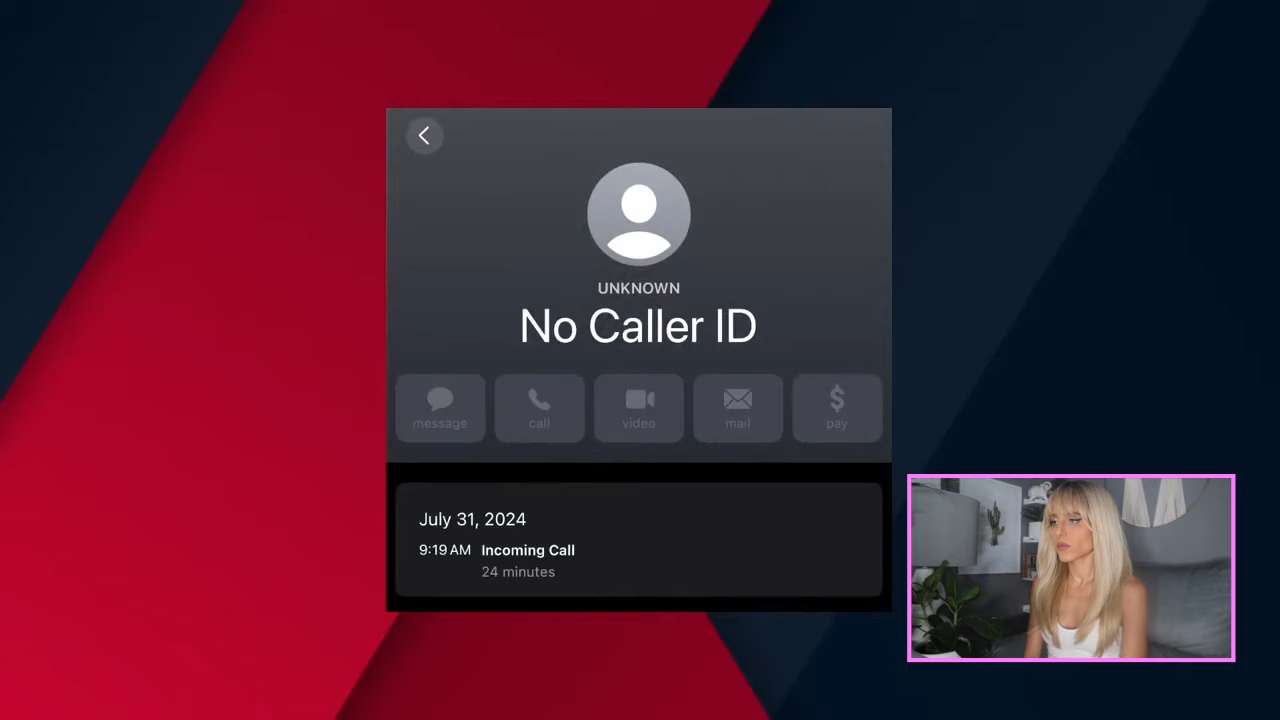 UNKNOWN
No Caller ID
message call video mail pay
July 31, 2024
9:19 AM Incoming Call
24 minutes